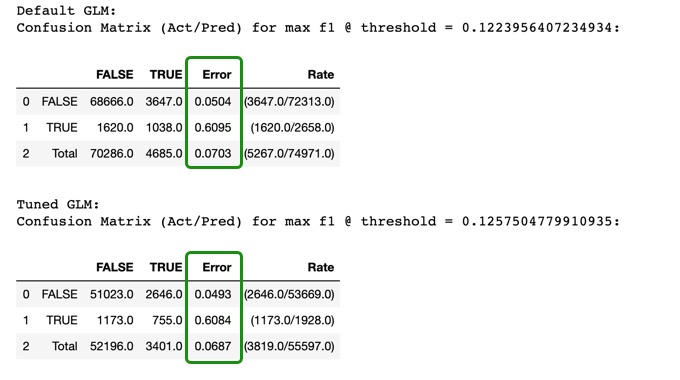 Default GLM:
Confusion Matrix (Act/Pred) for max f1 @ threshold = 0.1223956407234934:
FALSE TRUE Error Rate
0 FALSE 68666.0 3647.0 0.0504 (3647.0/72313.0)
1 TRUE 1620.0 1038.0 0.6095 (1620.0/2658.0)
2 Total 70286.0 4685.0 0.0703 (5267.0/74971.0)
Tuned GLM:
Confusion Matrix (Act/Pred) for max f1 @ threshold = 0.1257504779910935:
FALSE TRUE Error Rate
0 FALSE 51023.0 2646.0 0.0493 (2646.0/53669.0)
1 TRUE 1173.0 755.0 0.6084 (1173.0/1928.0)
2 Total 52196.0 3401.0 0.0687 (3819.0/55597.0)